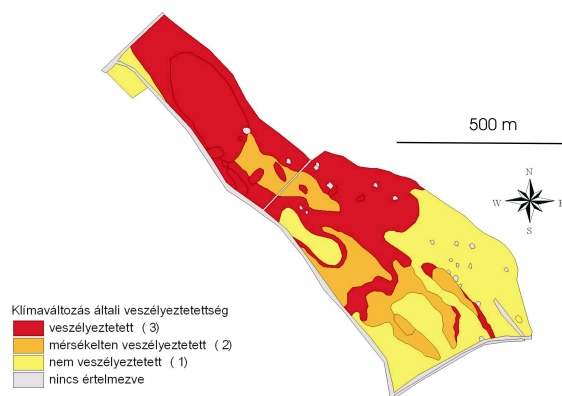 500 m
N
W E
S
Klímaváltozás általi veszélyeztetettség
veszélyeztetett ( 3)
mérsékelten veszélyeztetett ( 2)
nem veszélyeztetett ( 1)
nincs értelmezve